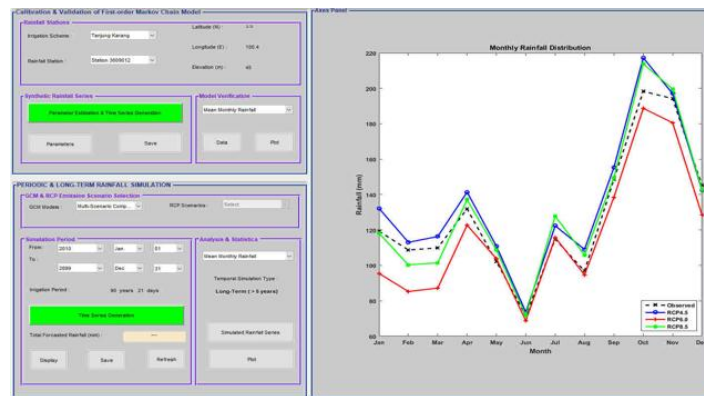 Calibration & Validation of First-order Markov Chain Model
Rainfall Stations
Irrigation Scheme: Tanjung Karang
Latitude (N) :
Longitude (E) : 100.4
Rainfall Station : Station 3609012
Elevation (m) :
Synthetic Rainfall Series
Parameter Estimation & Time Series Generation
Parameters
Save
Model Verification
Mean Monthly Rainfall
Data
Plot
PERIODIC & LONG-TERM RAINFALL SIMULATION
GCM & RCP Emission Scenario Selection
GCM Models : Multi-Scenario Comp...
RCP Scenarios : Select
Simulation Period
From :
2010 Jan 01
To :
2099 Dec 31
Irrigation Period : 90 years 21 days
Time Series Generation
Total Forecasted Rainfall (mm) : ---
Display
Save
Refresh
Analysis & Statistics
Mean Monthly Rainfall
Temporal Simulation Type :
Long-Term ( > 5 years)
Simulated Rainfall Series
Plot
Axes Panel
Monthly Rainfall Distribution
Rainfall (mm)
220
200
180
160
140
120
100
80
60
Jan Feb Mar Apr May Jun Jul Aug Sep Oct Nov De
Month
Observed
RCP4.5
RCP6.0
RCP8.5